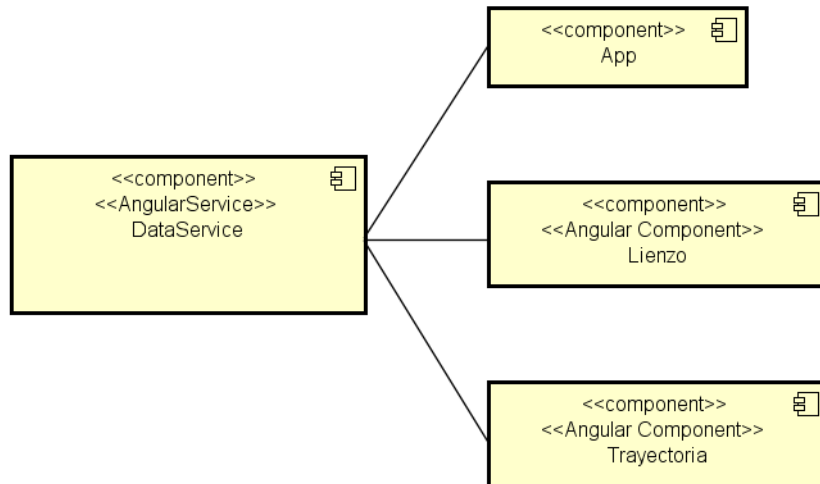 <<component>>
App
<<component>>
<<AngularService>>
DataService
<<component>>
<<Angular Component>>
Lienzo
<<component>>
<<Angular Component>>
Trayectoria